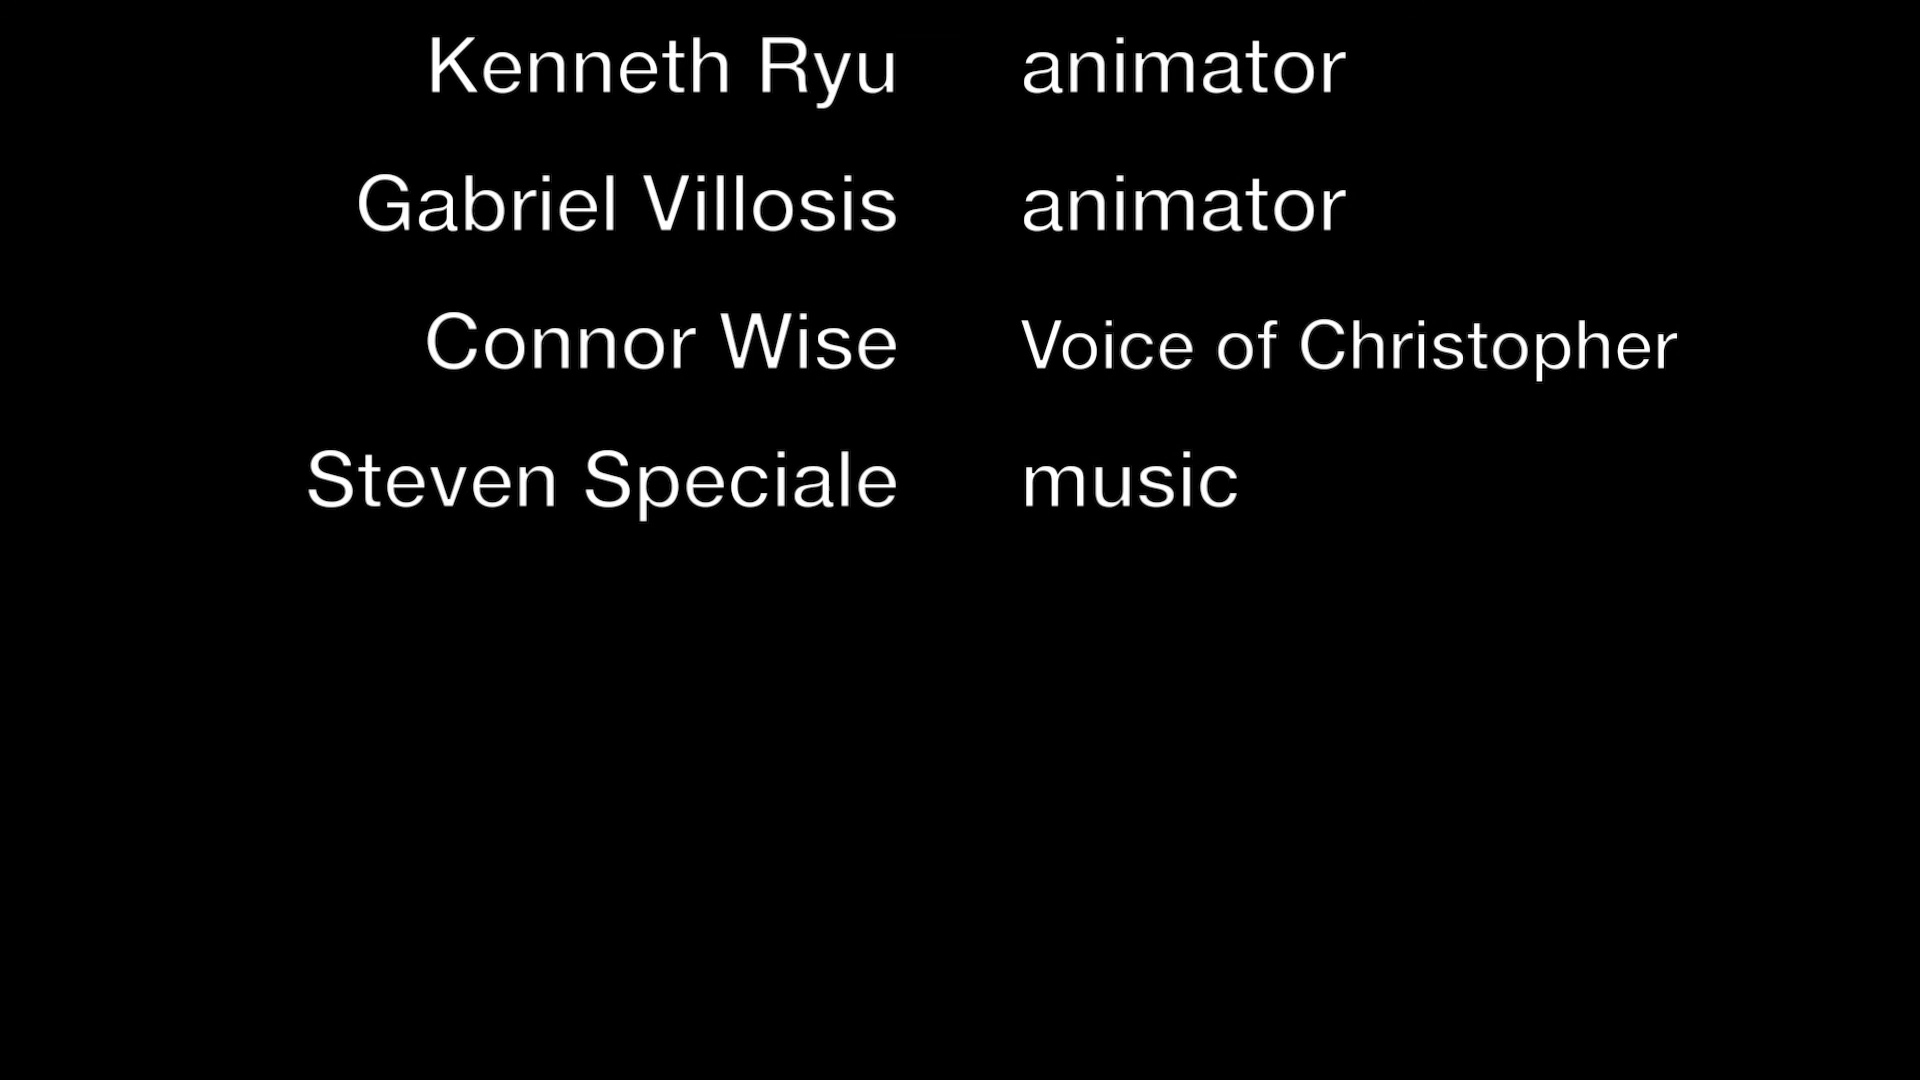 Kenneth Ryu animator
Gabriel Villosis animator
Connor Wise Voice of Christopher
Steven Speciale music